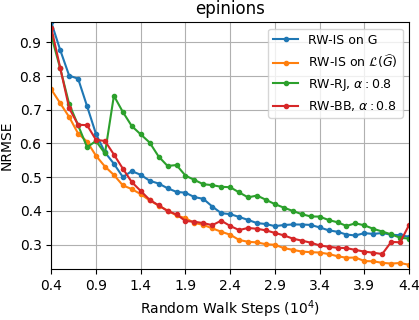 epinions
NRMSE
0.9
0.8
0.7
0.6
0.5
0.4
0.3
RW-IS on G
RW-IS on ℒ(G̅)
RW-RJ, α : 0.8
RW-BB, α : 0.8
0.4 0.9 1.4 1.9 2.4 2.9 3.4 3.9 4.4
Random Walk Steps (10⁴)